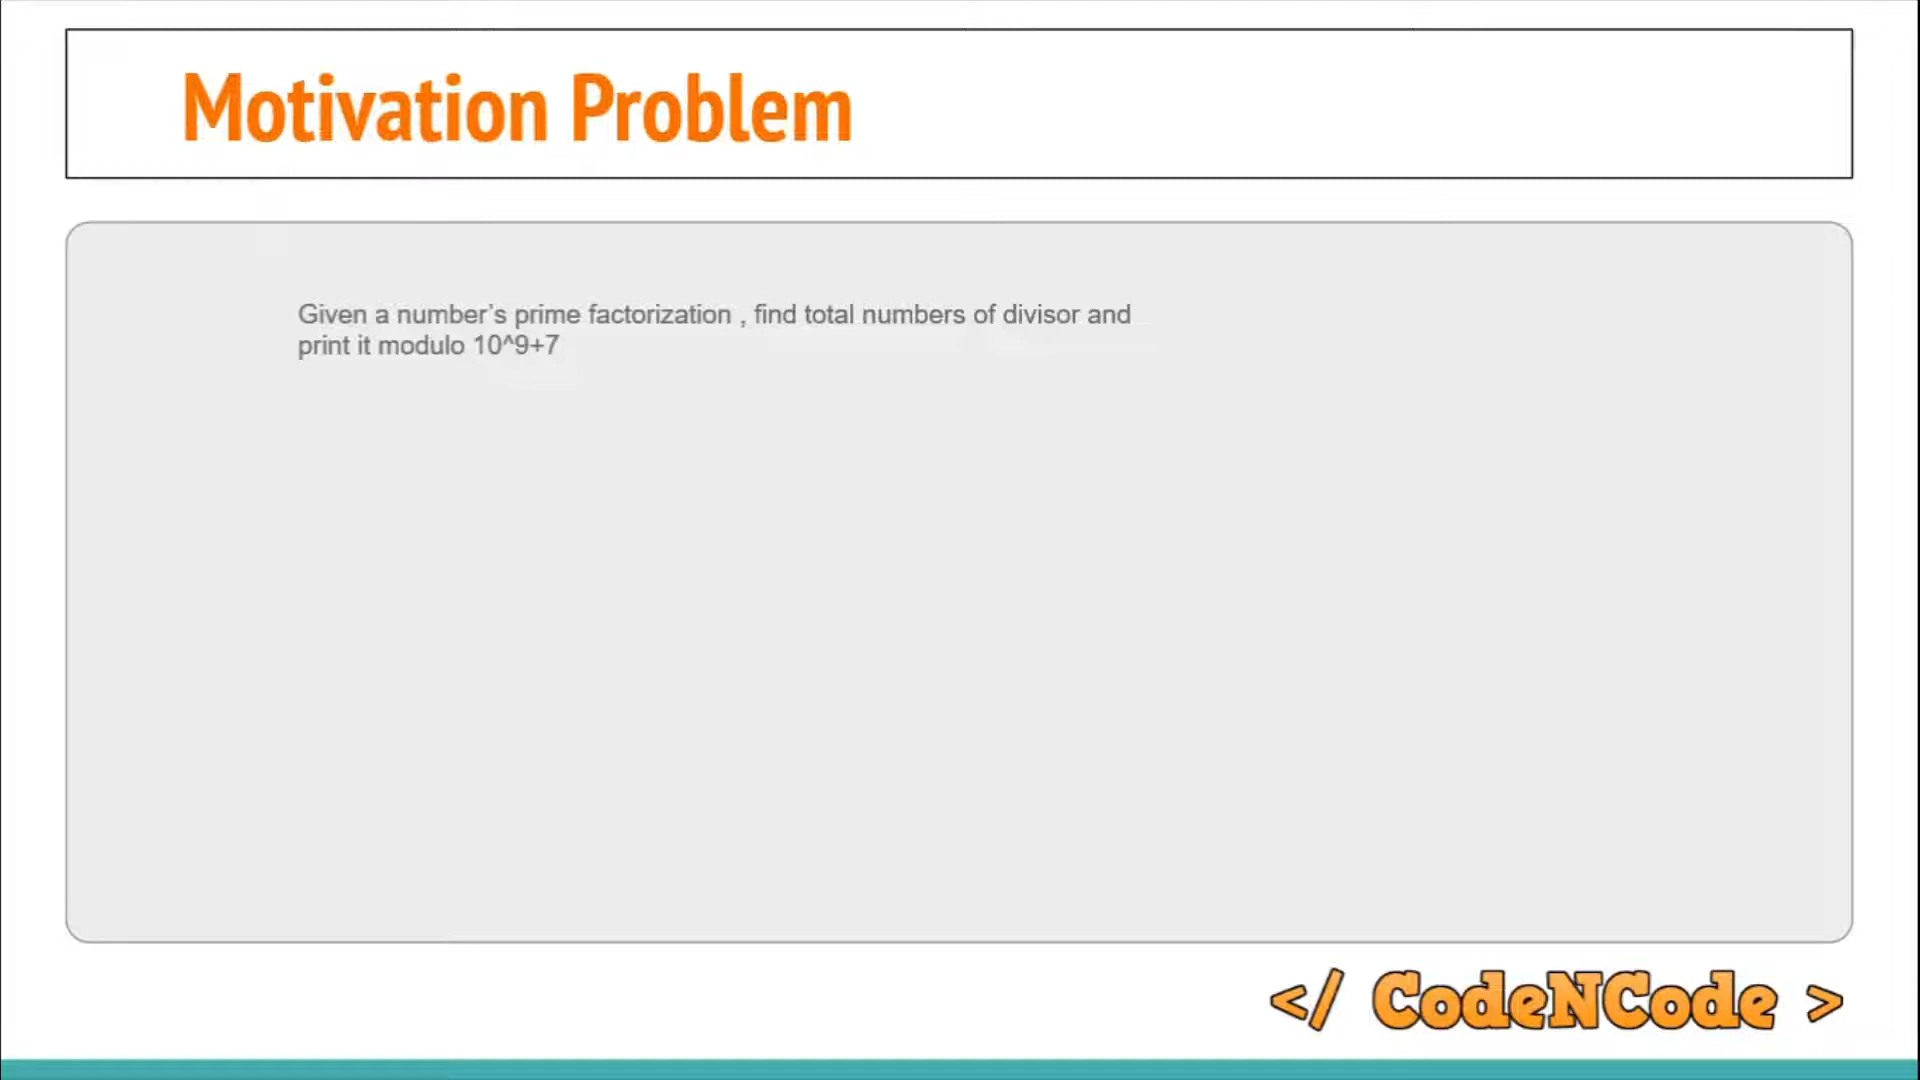 Motivation Problem
Given a number’s prime factorization , find total numbers of divisor and
print it modulo 10^9+7
</ CodeNCode >